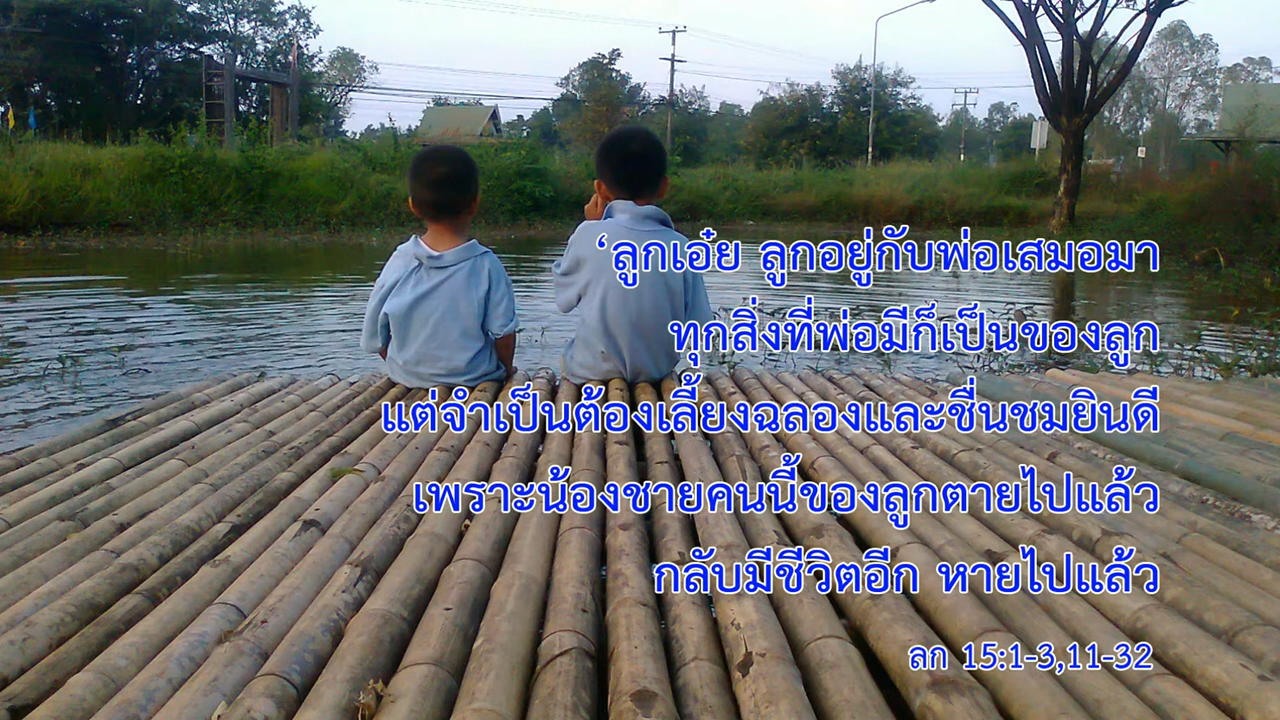 ‘ลูกเอ๋ย ลูกอยู่กับพ่อเสมอมา
ทุกสิ่งที่พ่อมีก็เป็นของลูก
แต่จำเป็นต้องเลี้ยงฉลองและชื่นชมยินดี
เพราะน้องชายคนนี้ของลูกตายไปแล้ว
กลับมีชีวิตอีก หายไปแล้ว
ลก 15:1-3,11-32